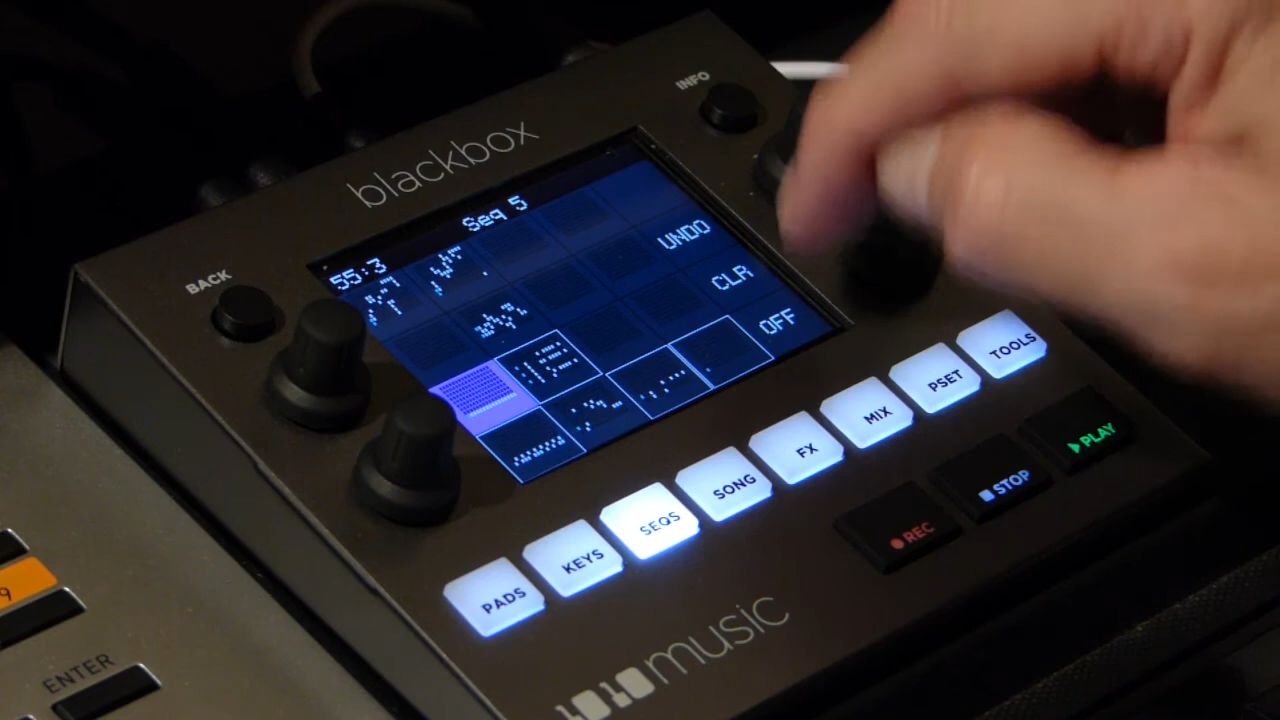 INFO
blackbox
BACK
Seq 5
55:3
UNDO
CLR
OFF
TOOLS
PSET
MIX
FX
SONG
SEQS
KEYS
PADS
PLAY
STOP
REC
1010music
9
ENTER